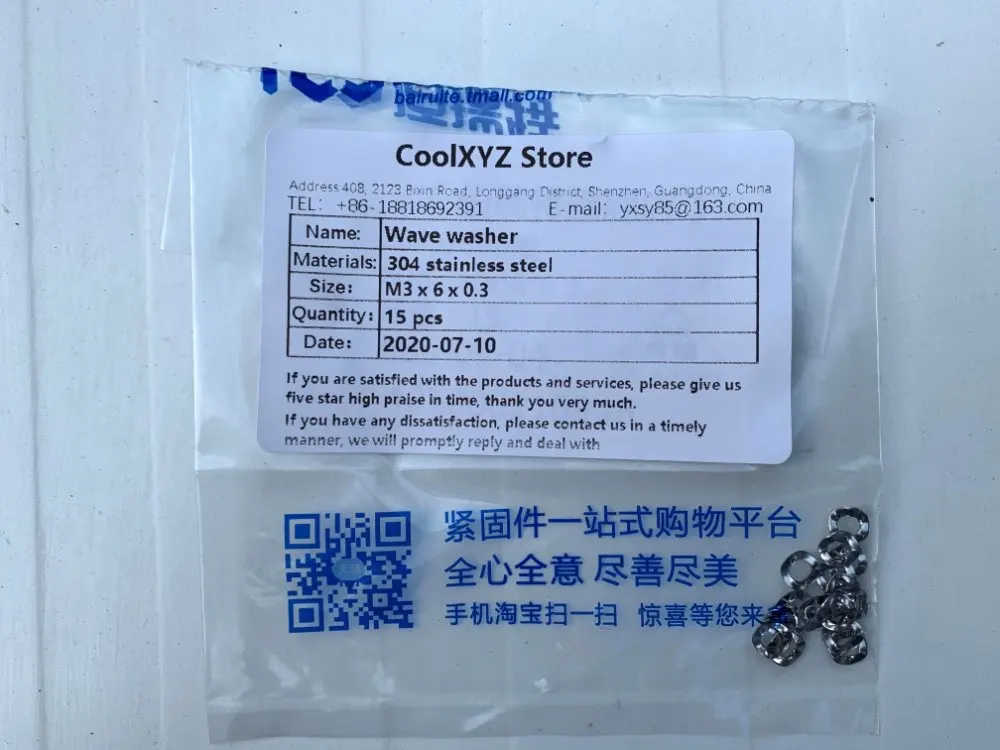 bairuite.tmall.com
CoolXYZ Store
Address 408, 2123 Bixin Road, Longgang District, Shenzhen, Guangdong, China
TEL: +86-18818692391 E-mail: yxsy85@163.com
Name: Wave washer
Materials: 304 stainless steel
Size: M3 x 6 x 0.3
Quantity: 15 pcs
Date: 2020-07-10
If you are satisfied with the products and services, please give us
five star high praise in time, thank you very much.
If you have any dissatisfaction, please contact us in a timely
manner, we will promptly reply and deal with
紧固件一站式购物平台
全心全意 尽善尽美
手机淘宝扫一扫 惊喜等您来拿